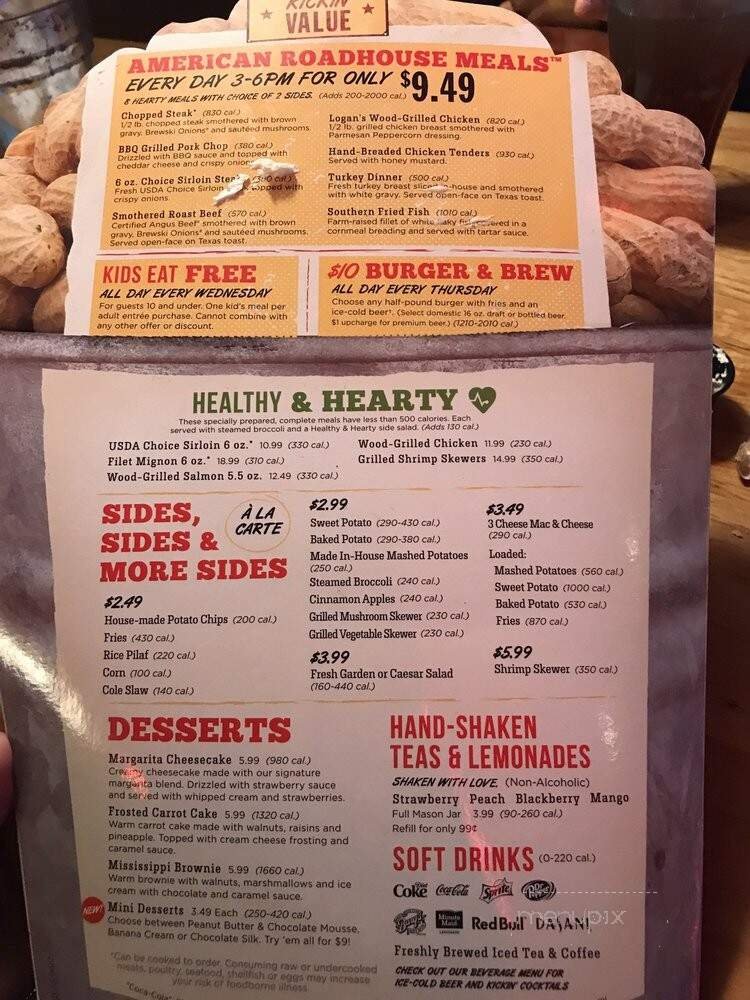 KICKIN'
VALUE
AMERICAN ROADHOUSE MEALS™
EVERY DAY 3-6PM FOR ONLY $9.49
8 HEARTY MEALS WITH CHOICE OF 2 SIDES. (Adds 200-2000 cal.)
Chopped Steak* (830 cal.)
1/2 lb. chopped steak smothered with brown
gravy, Brewski Onions® and sautéed mushrooms.
BBQ Grilled Pork Chop (380 cal.)
Drizzled with BBQ sauce and topped with
cheddar cheese and crispy onions.
6 oz. Choice Sirloin Steak
Fresh USDA Choice Sirloin topped with
crispy onions.
Smothered Roast Beef (570 cal.)
Certified Angus Beef® smothered with brown
gravy, Brewski Onions® and sautéed mushrooms.
Served open-face on Texas toast.
Logan's Wood-Grilled Chicken (820 cal.)
1/2 lb. grilled chicken breast smothered with
Parmesan Peppercorn dressing.
Hand-Breaded Chicken Tenders (930 cal.)
Served with honey mustard.
Turkey Dinner (500 cal.)
Fresh turkey breast sliced -house and smothered
with white gravy. Served open-face on Texas toast.
Southern Fried Fish (1010 cal.)
Farm-raised fillet of white, flaky fish covered in a
cornmeal breading and served with tartar sauce.
KIDS EAT FREE
ALL DAY EVERY WEDNESDAY
For guests 10 and under. One kid's meal per
adult entrée purchase. Cannot combine with
any other offer or discount.
$10 BURGER & BREW
ALL DAY EVERY THURSDAY
Choose any half-pound burger with fries and an
ice-cold beer†. (Select domestic 16 oz. draft or bottled beer.
$1 upcharge for premium beer.) (1210-2010 cal.)
HEALTHY & HEARTY
These specially prepared, complete meals have less than 500 calories. Each
served with steamed broccoli and a Healthy & Hearty side salad. (Adds 130 cal.)
USDA Choice Sirloin 6 oz.* 10.99 (330 cal.)
Filet Mignon 6 oz.* 18.99 (310 cal.)
Wood-Grilled Salmon 5.5 oz. 12.49 (330 cal.)
Wood-Grilled Chicken 11.99 (230 cal.)
Grilled Shrimp Skewers 14.99 (350 cal.)
SIDES,
SIDES &
MORE SIDES
À LA
CARTE
$2.49
House-made Potato Chips (200 cal.)
Fries (430 cal.)
Rice Pilaf (220 cal.)
Corn (100 cal.)
Cole Slaw (140 cal.)
$2.99
Sweet Potato (290-430 cal.)
Baked Potato (290-380 cal.)
Made In-House Mashed Potatoes
(250 cal.)
Steamed Broccoli (240 cal.)
Cinnamon Apples (240 cal.)
Grilled Mushroom Skewer (230 cal.)
Grilled Vegetable Skewer (230 cal.)
$3.99
Fresh Garden or Caesar Salad
(160-440 cal.)
$3.49
3 Cheese Mac & Cheese
(290 cal.)
Loaded:
Mashed Potatoes (560 cal.)
Sweet Potato (1000 cal.)
Baked Potato (530 cal.)
Fries (870 cal.)
$5.99
Shrimp Skewer (350 cal.)
DESSERTS
Margarita Cheesecake 5.99 (980 cal.)
Creamy cheesecake made with our signature
margarita blend. Drizzled with strawberry sauce
and served with whipped cream and strawberries.
Frosted Carrot Cake 5.99 (1320 cal.)
Warm carrot cake made with walnuts, raisins and
pineapple. Topped with cream cheese frosting and
caramel sauce.
Mississippi Brownie 5.99 (1660 cal.)
Warm brownie with walnuts, marshmallows and ice
cream with chocolate and caramel sauce.
NEW!
Mini Desserts 3.49 Each (250-420 cal.)
Choose between Peanut Butter & Chocolate Mousse,
Banana Cream or Chocolate Silk. Try 'em all for $9!
HAND-SHAKEN
TEAS & LEMONADES
SHAKEN WITH LOVE. (Non-Alcoholic)
Strawberry Peach Blackberry Mango
Full Mason Jar 3.99 (90-260 cal.)
Refill for only 99¢
SOFT DRINKS (0-220 cal.)
Diet Coke Coca-Cola Sprite Dr Pepper
Minute Maid LEMONADE Red Bull DASANI
Freshly Brewed Iced Tea & Coffee
CHECK OUT OUR BEVERAGE MENU FOR
ICE-COLD BEER AND KICKIN' COCKTAILS
*Can be cooked to order. Consuming raw or undercooked
meats, poultry, seafood, shellfish or eggs may increase
your risk of foodborne illness.
"Coca-Cola"
menupix